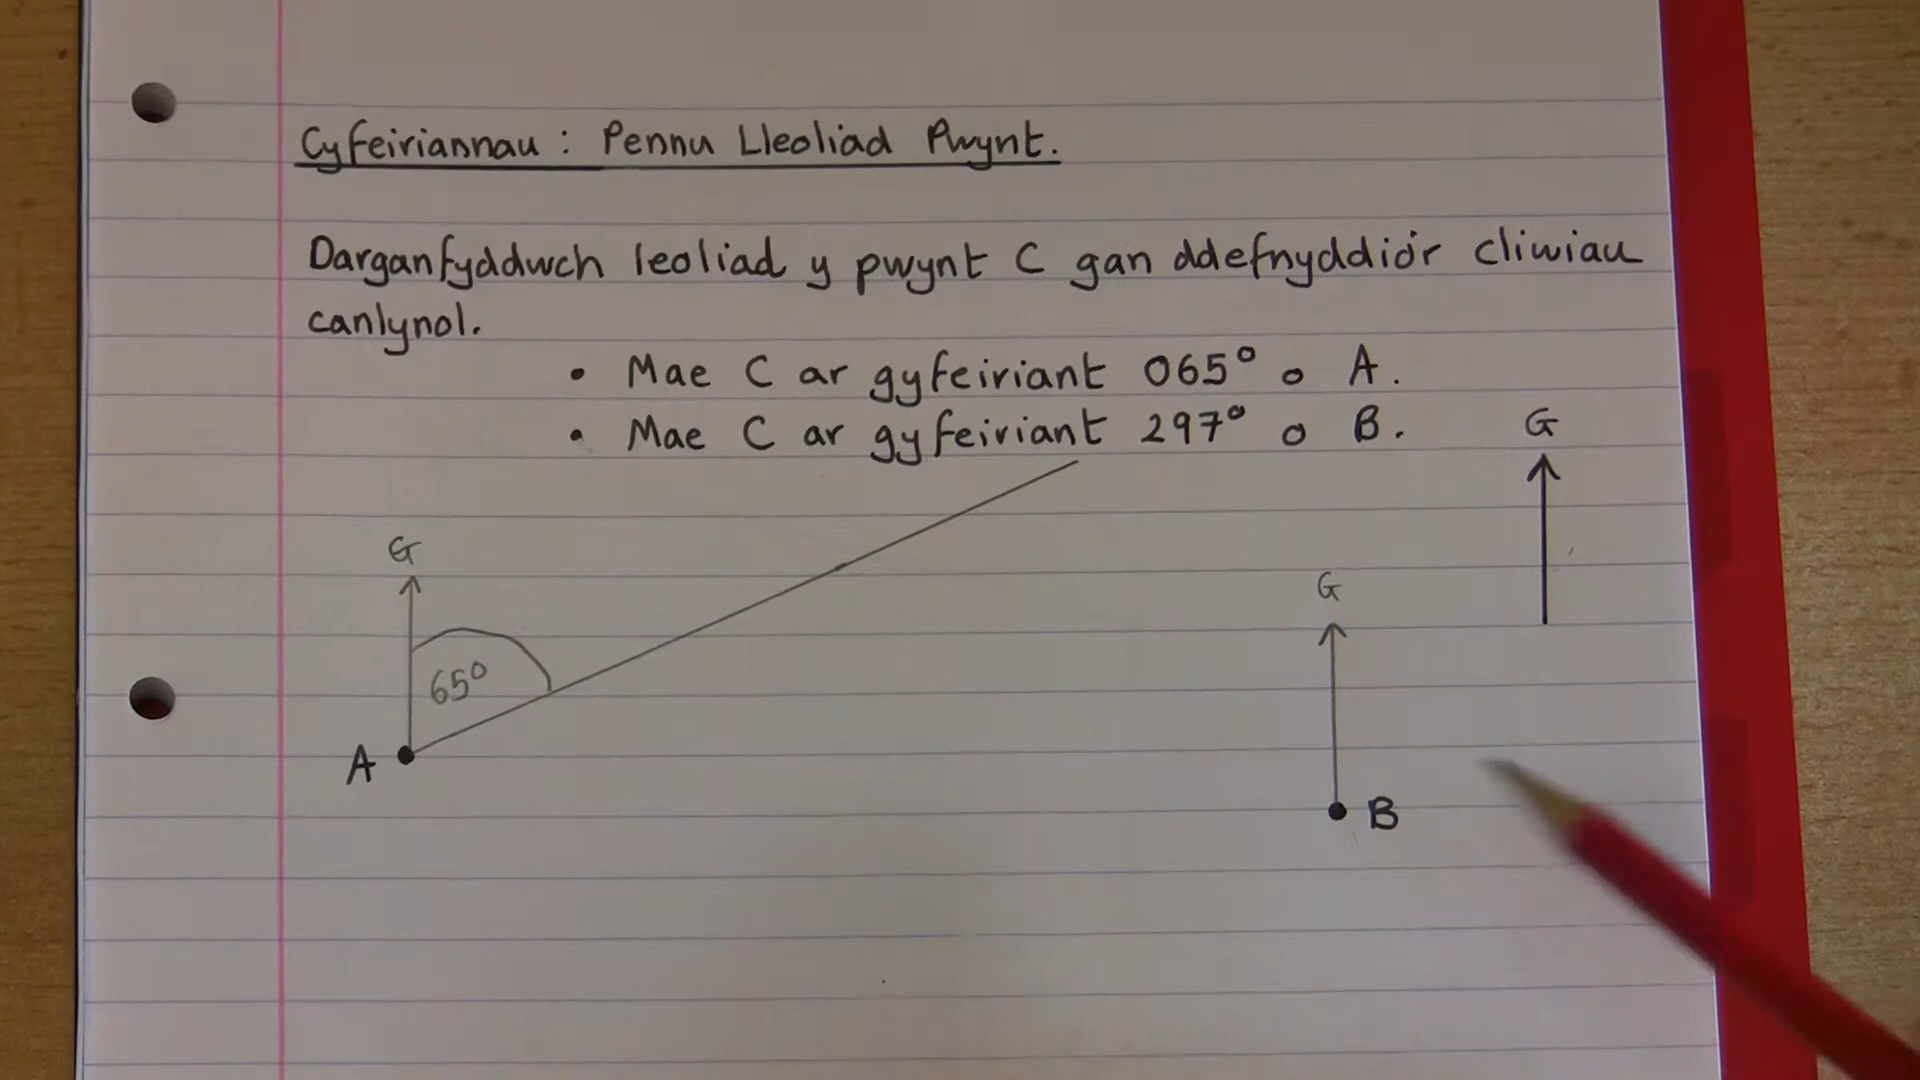 Cyfeiriannau : Pennu Lleoliad Pwynt.
Darganfyddwch leoliad y pwynt C gan ddefnyddio'r cliwiau
canlynol.
• Mae C ar gyfeiriant 065° o A.
• Mae C ar gyfeiriant 297° o B.
G
G
G
65°
A
B